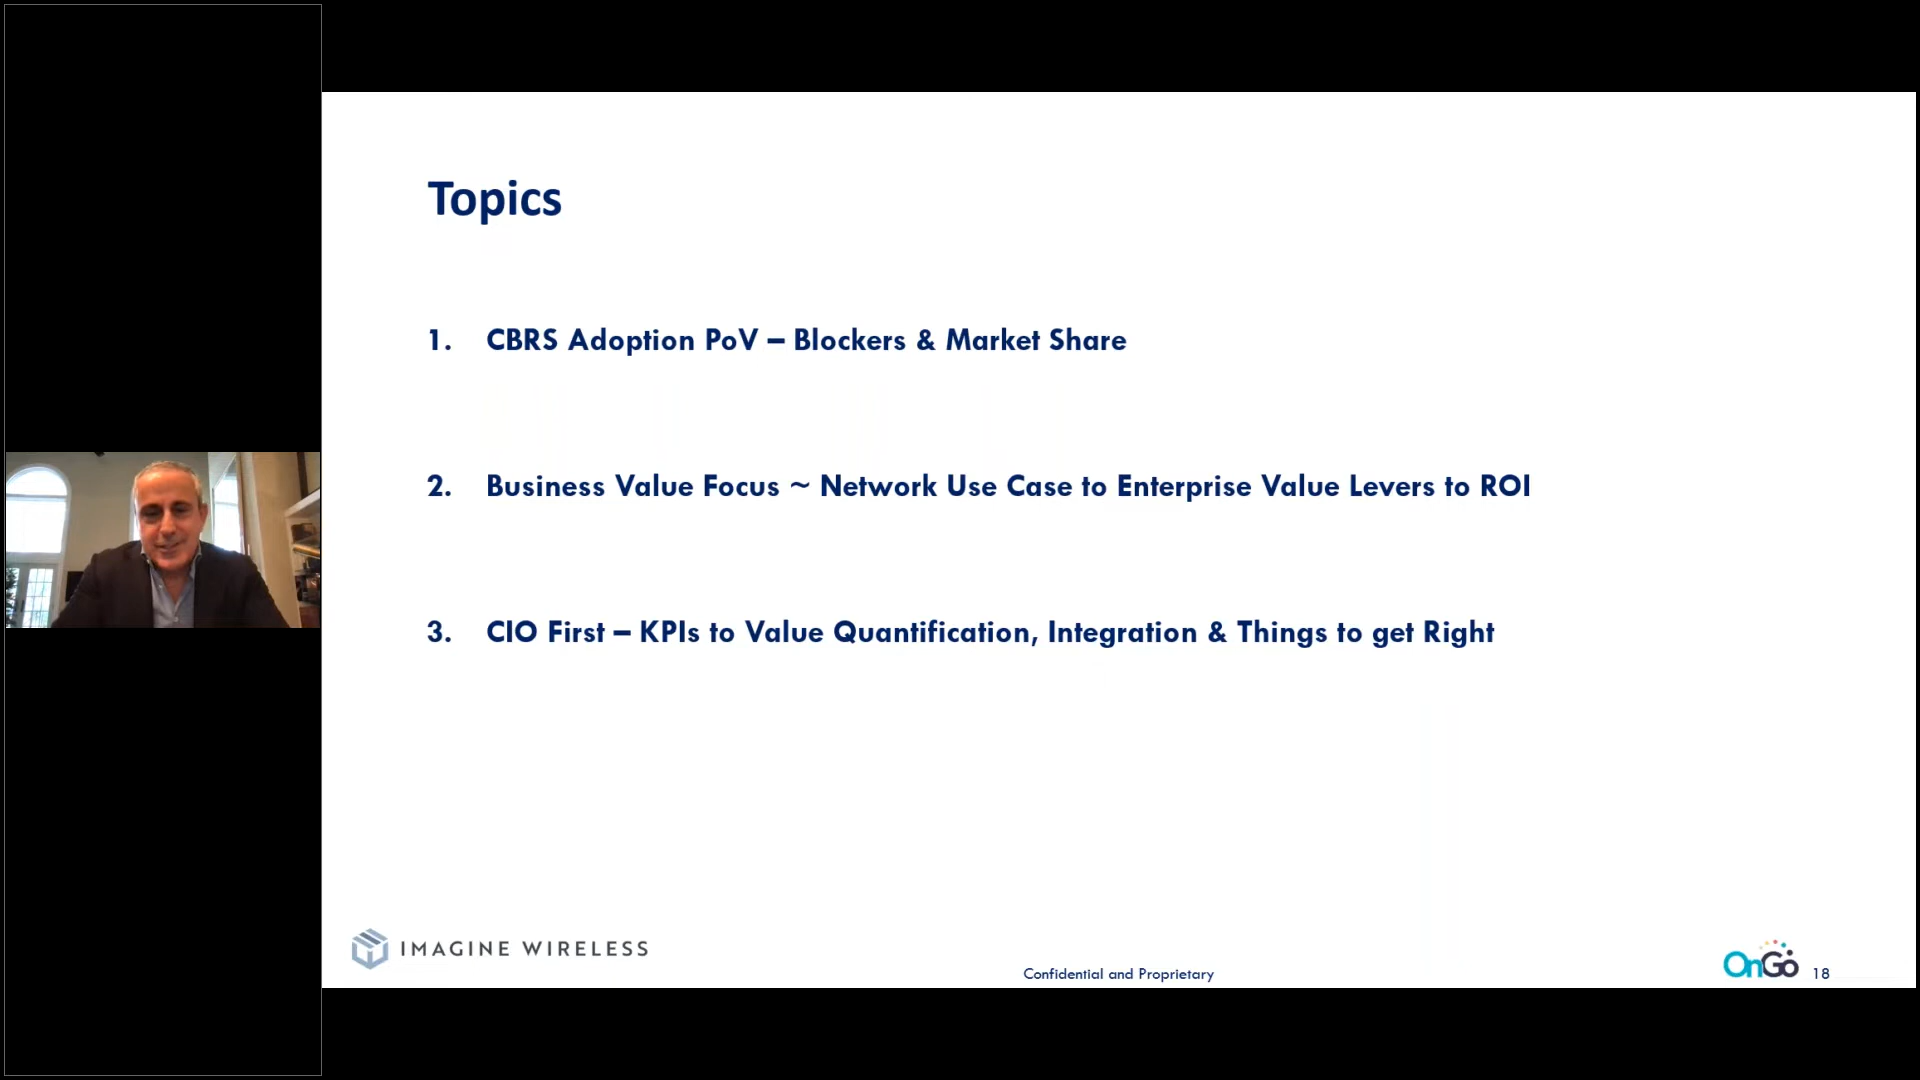 Topics
1. CBRS Adoption PoV – Blockers & Market Share
2. Business Value Focus ~ Network Use Case to Enterprise Value Levers to ROI
3. CIO First – KPIs to Value Quantification, Integration & Things to get Right
IMAGINE WIRELESS
Confidential and Proprietary
OnGo 18